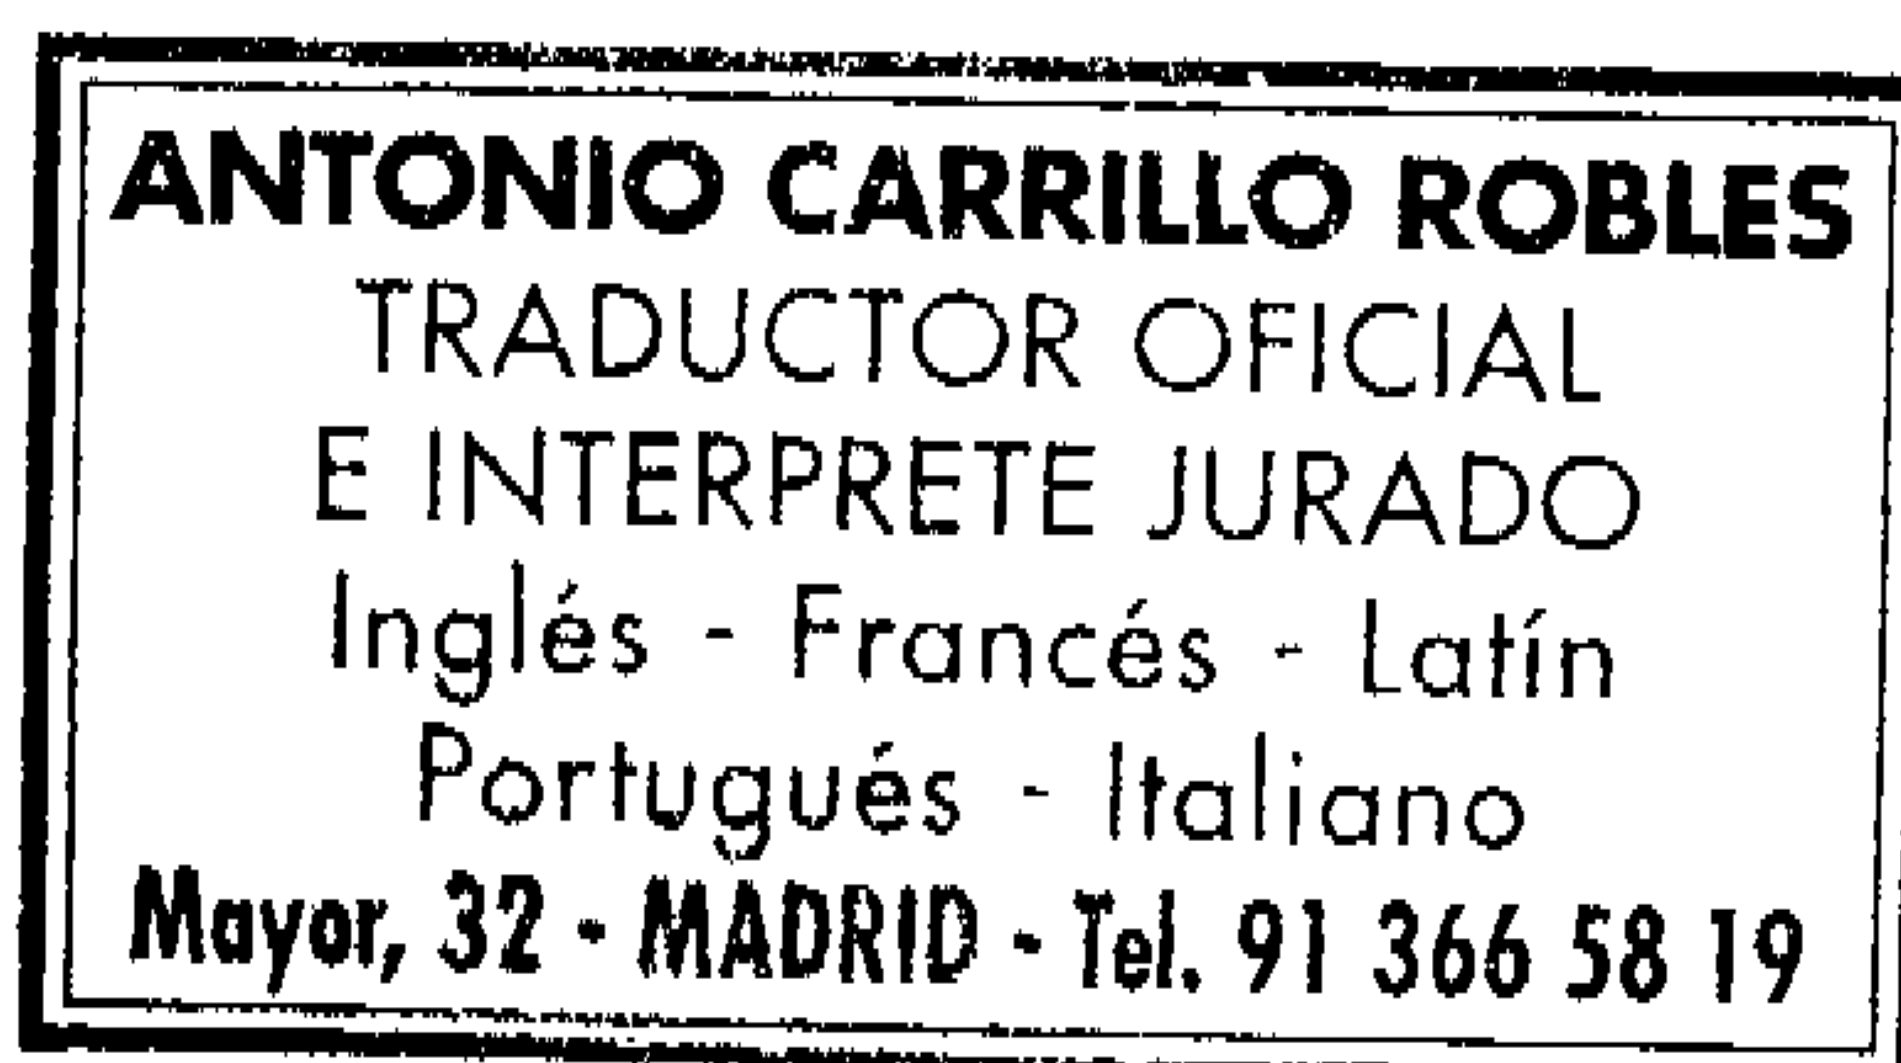 ANTONIO CARRILLO ROBLES
TRADUCTOR OFICIAL
E INTERPRETE JURADO
Inglés - Francés - Latín
Portugués - Italiano
Mayor, 32 - MADRID - Tel. 91 366 58 19